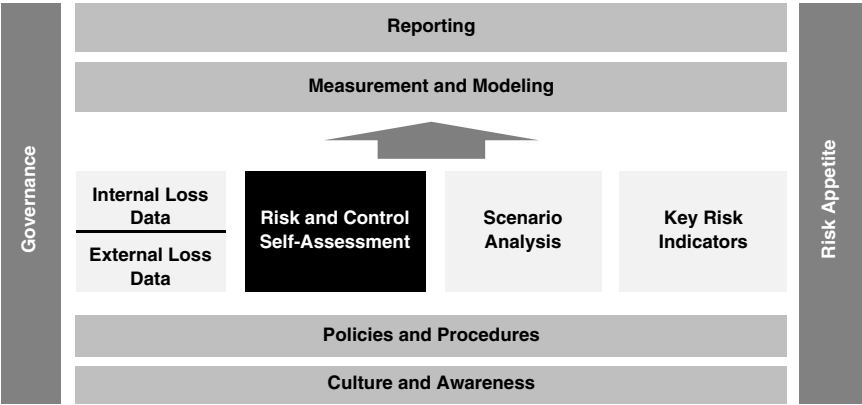 Governance
Reporting
Measurement and Modeling
Internal Loss
Data
External Loss
Data
Risk and Control
Self-Assessment
Scenario
Analysis
Key Risk
Indicators
Policies and Procedures
Culture and Awareness
Risk Appetite